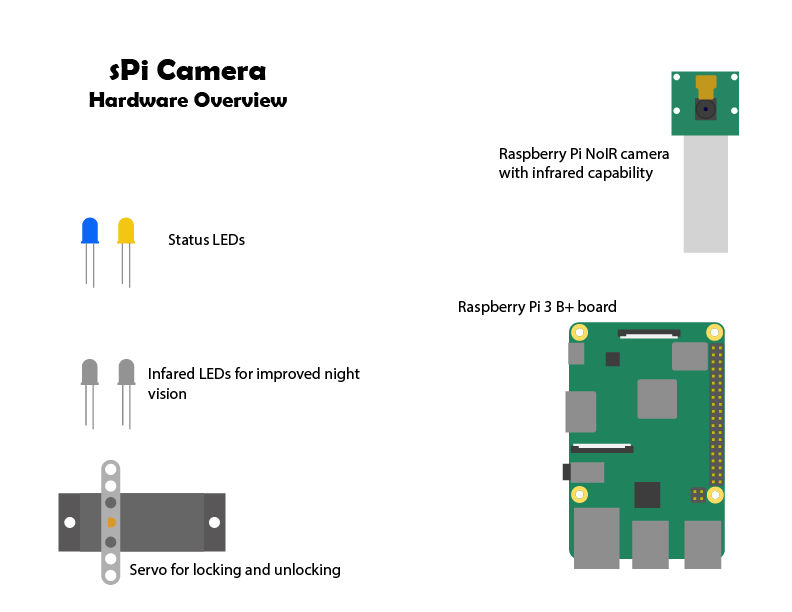 sPi Camera
Hardware Overview
Raspberry Pi NoIR camera
with infrared capability
Status LEDs
Raspberry Pi 3 B+ board
Infared LEDs for improved night
vision
Servo for locking and unlocking